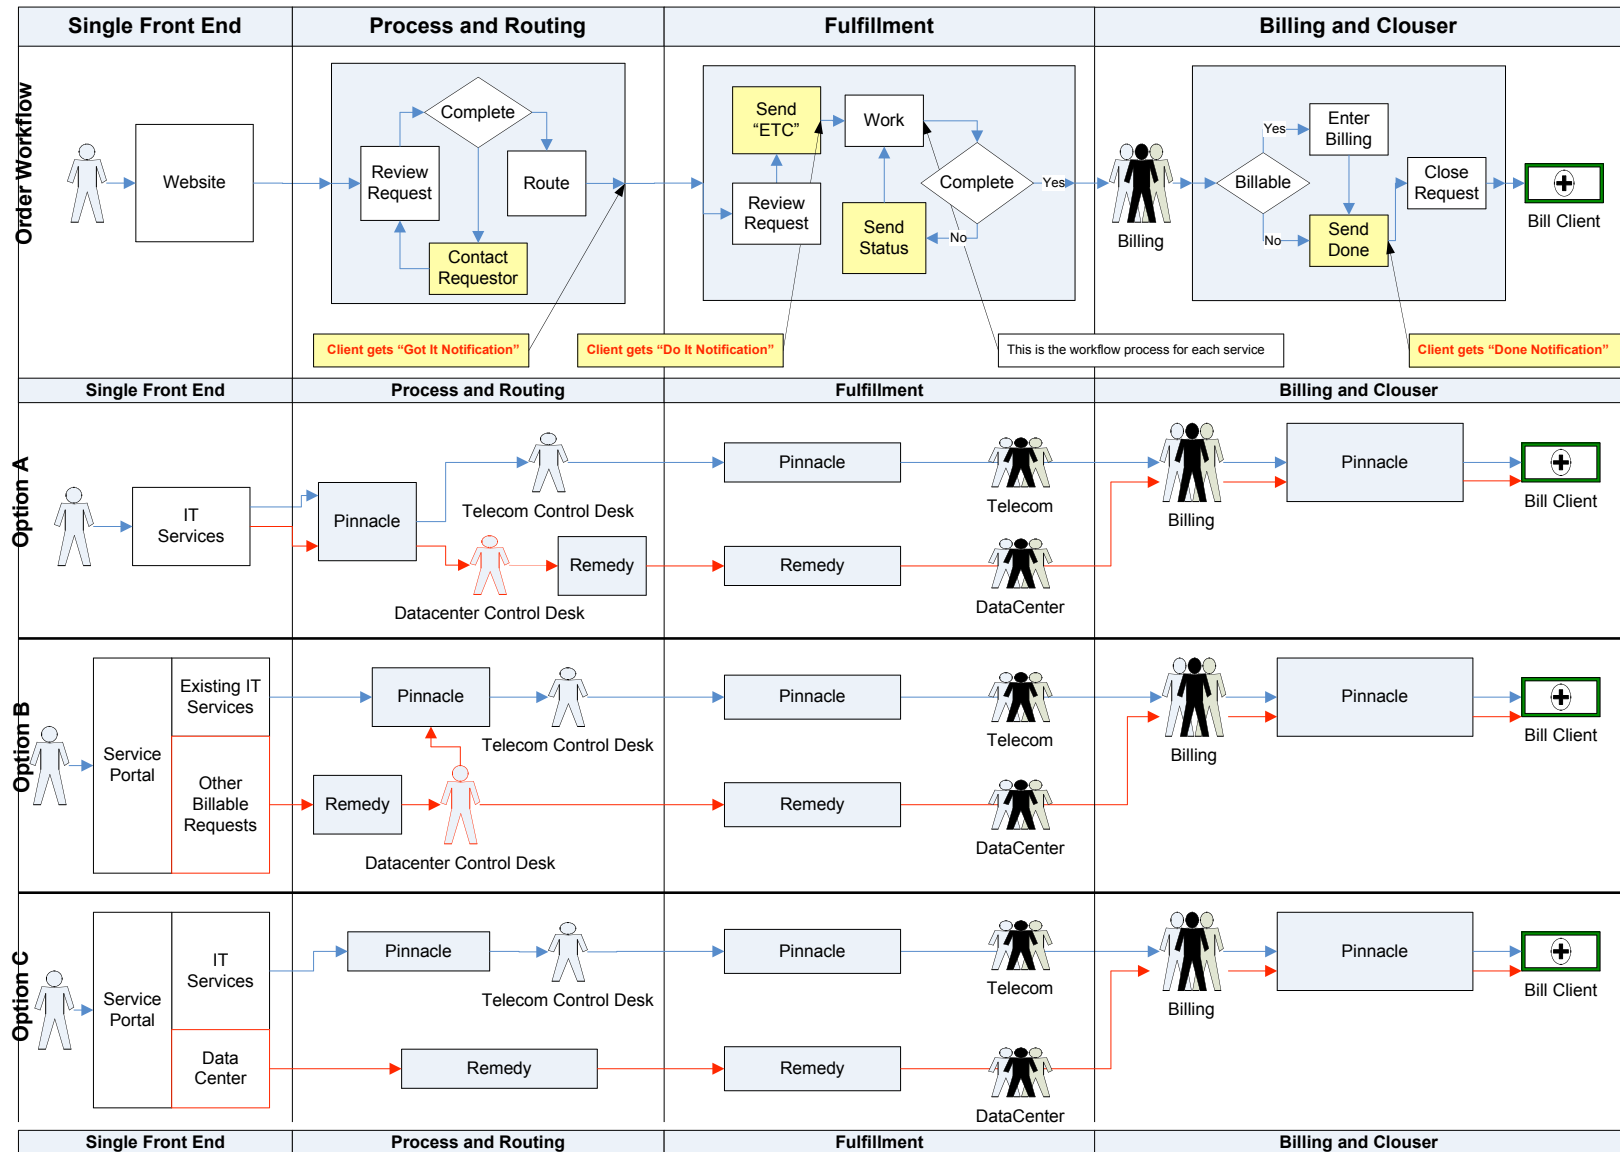 Single Front End
Process and Routing
Fulfillment
Billing and Clouser
Order Workflow
Website
Review
Request
Complete
Route
Contact
Requestor
Send
“ETC”
Work
Review
Request
Complete
Send
Status
No
Yes
Billing
Billable
Yes
No
Enter
Billing
Send
Done
Close
Request
Bill Client
Client gets “Got It Notification”
Client gets “Do It Notification”
This is the workflow process for each service
Client gets “Done Notification”
Single Front End
Process and Routing
Fulfillment
Billing and Clouser
Option A
IT
Services
Pinnacle
Telecom Control Desk
Datacenter Control Desk
Remedy
Pinnacle
Telecom
Remedy
DataCenter
Billing
Pinnacle
Bill Client
Option B
Service
Portal
Existing IT
Services
Other
Billable
Requests
Pinnacle
Telecom Control Desk
Remedy
Datacenter Control Desk
Pinnacle
Telecom
Remedy
DataCenter
Billing
Pinnacle
Bill Client
Option C
Service
Portal
IT
Services
Data
Center
Pinnacle
Telecom Control Desk
Remedy
Pinnacle
Telecom
Remedy
DataCenter
Billing
Pinnacle
Bill Client
Single Front End
Process and Routing
Fulfillment
Billing and Clouser